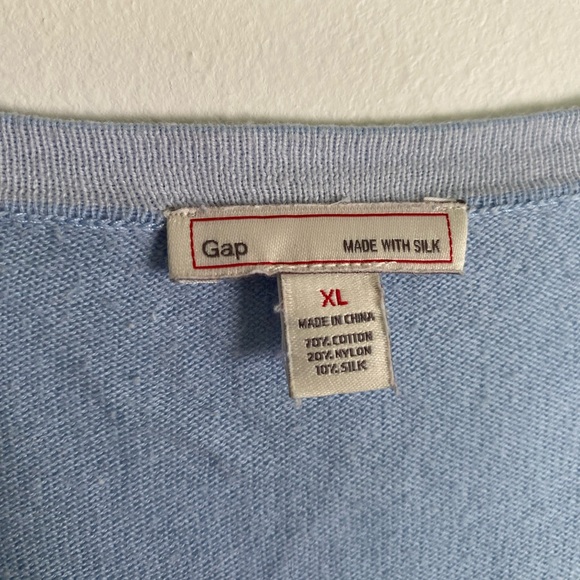 Gap MADE WITH SILK
XL
MADE IN CHINA
70% COTTON
20% NYLON
10% SILK